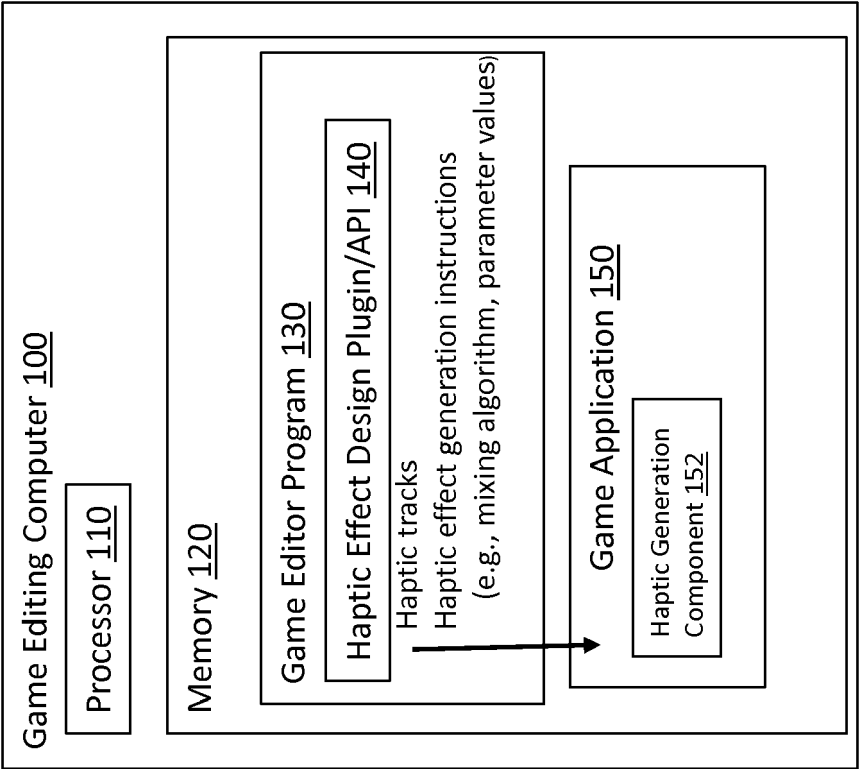 Game Editing Computer 100
Processor 110
Memory 120
Game Editor Program 130
Haptic Effect Design Plugin/API 140
Haptic tracks
Haptic effect generation instructions
(e.g., mixing algorithm, parameter values)
Game Application 150
Haptic Generation
Component 152